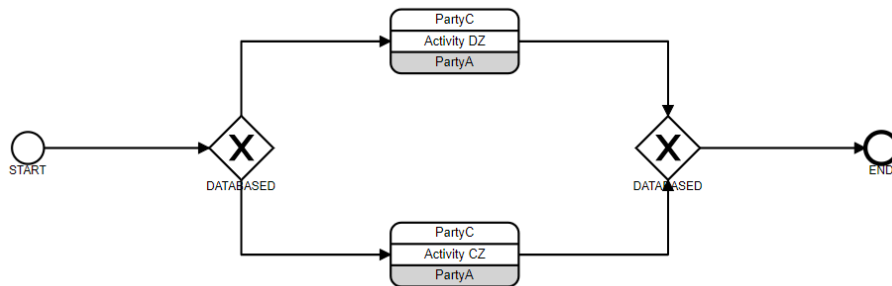 PartyC
Activity DZ
PartyA
START
DATABASED
DATABASED
END
PartyC
Activity CZ
PartyA